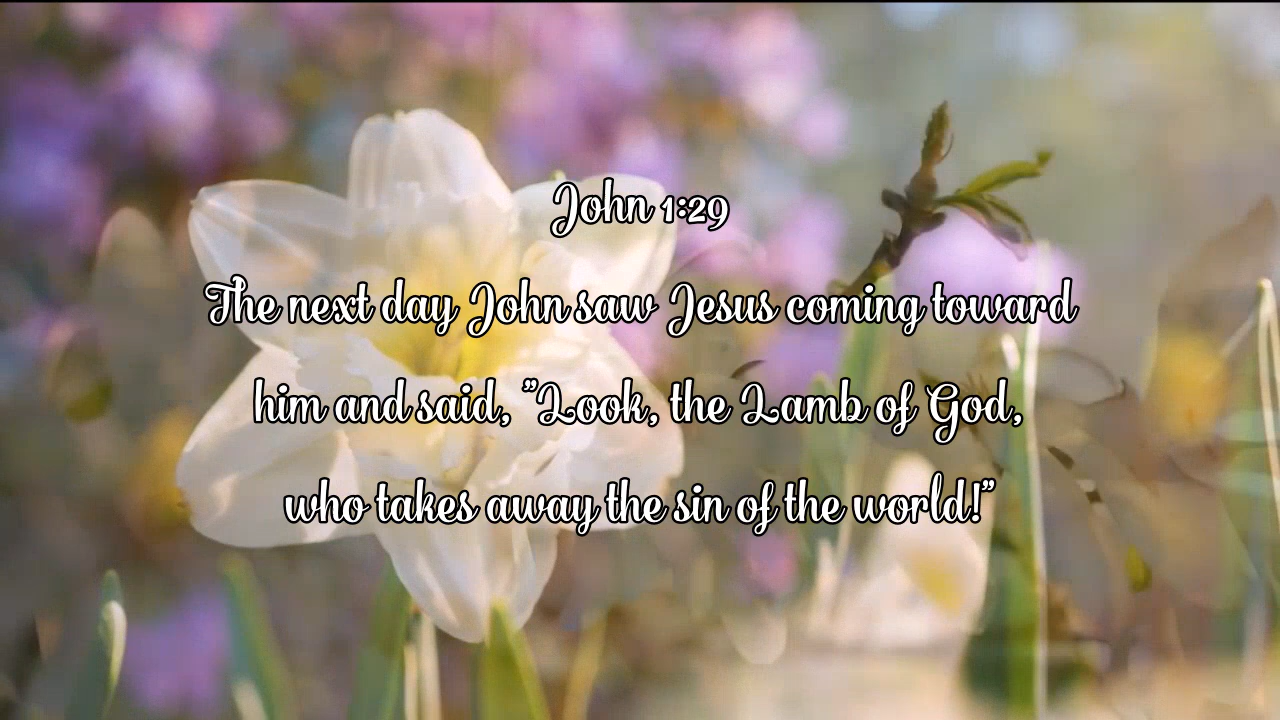 John 1:29
The next day John saw Jesus coming toward
him and said, "Look, the Lamb of God,
who takes away the sin of the world!"